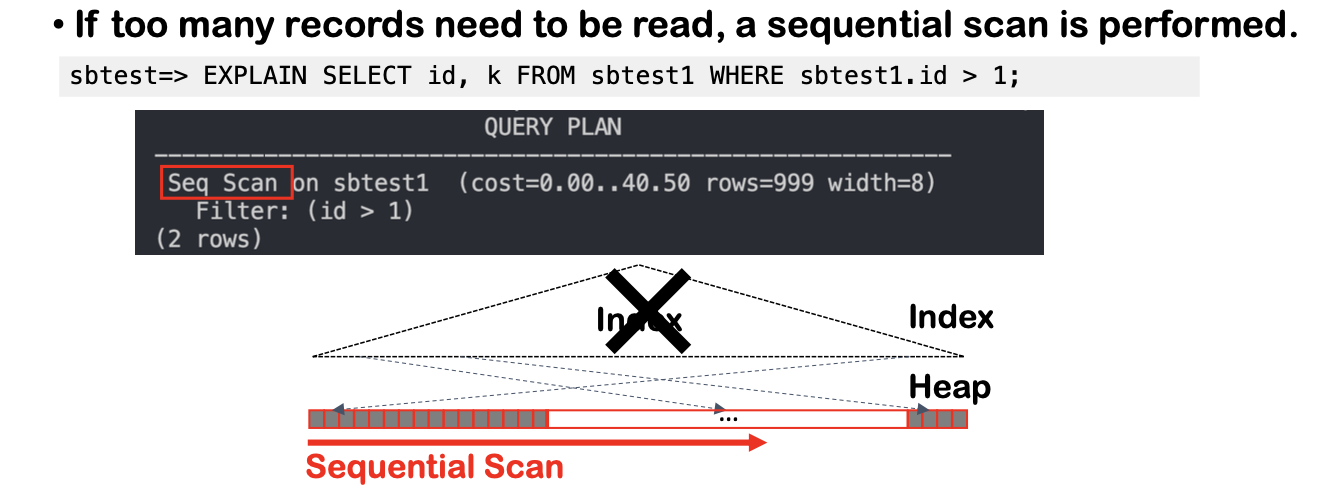 • If too many records need to be read, a sequential scan is performed.
sbtest=> EXPLAIN SELECT id, k FROM sbtest1 WHERE sbtest1.id > 1;
QUERY PLAN
Seq Scan on sbtest1  (cost=0.00..40.50 rows=999 width=8)
Filter: (id > 1)
(2 rows)
Index
Index
Heap
...
Sequential Scan